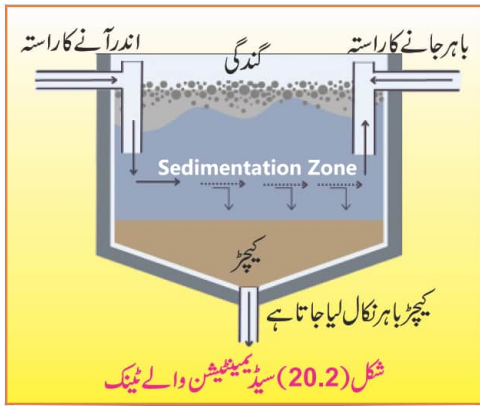 باہر جانے کا راستہ
گندگی
اندر آنے کا راستہ
Sedimentation Zone
کیچڑ
کیچڑ باہر نکال لیا جاتا ہے
شکل (20.2) سیڈیمینٹیشن والے ٹینک